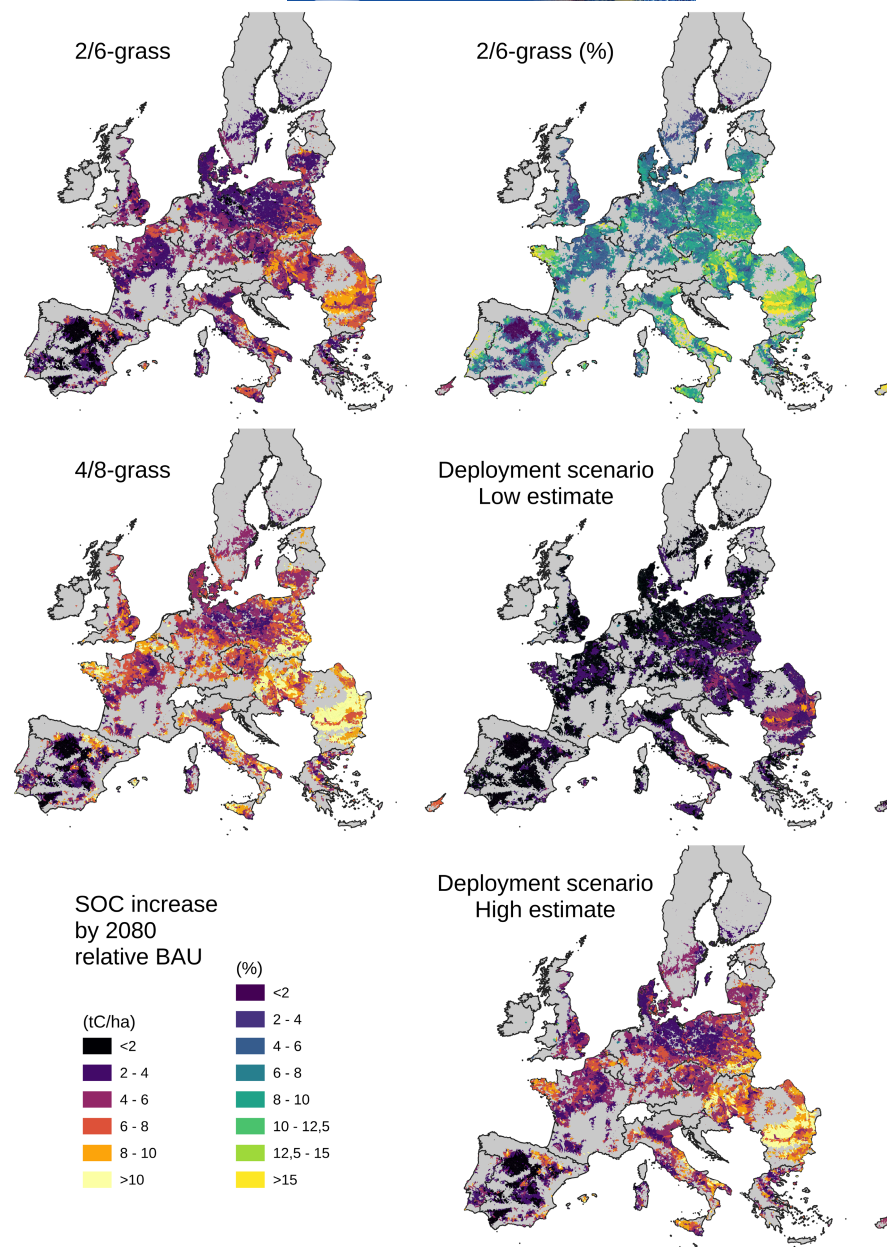 2/6-grass
2/6-grass (%)
4/8-grass
Deployment scenario
Low estimate
Deployment scenario
High estimate
SOC increase
by 2080
relative BAU
(tC/ha)
<2
2 - 4
4 - 6
6 - 8
8 - 10
>10
(%)
<2
2 - 4
4 - 6
6 - 8
8 - 10
10 - 12,5
12,5 - 15
>15